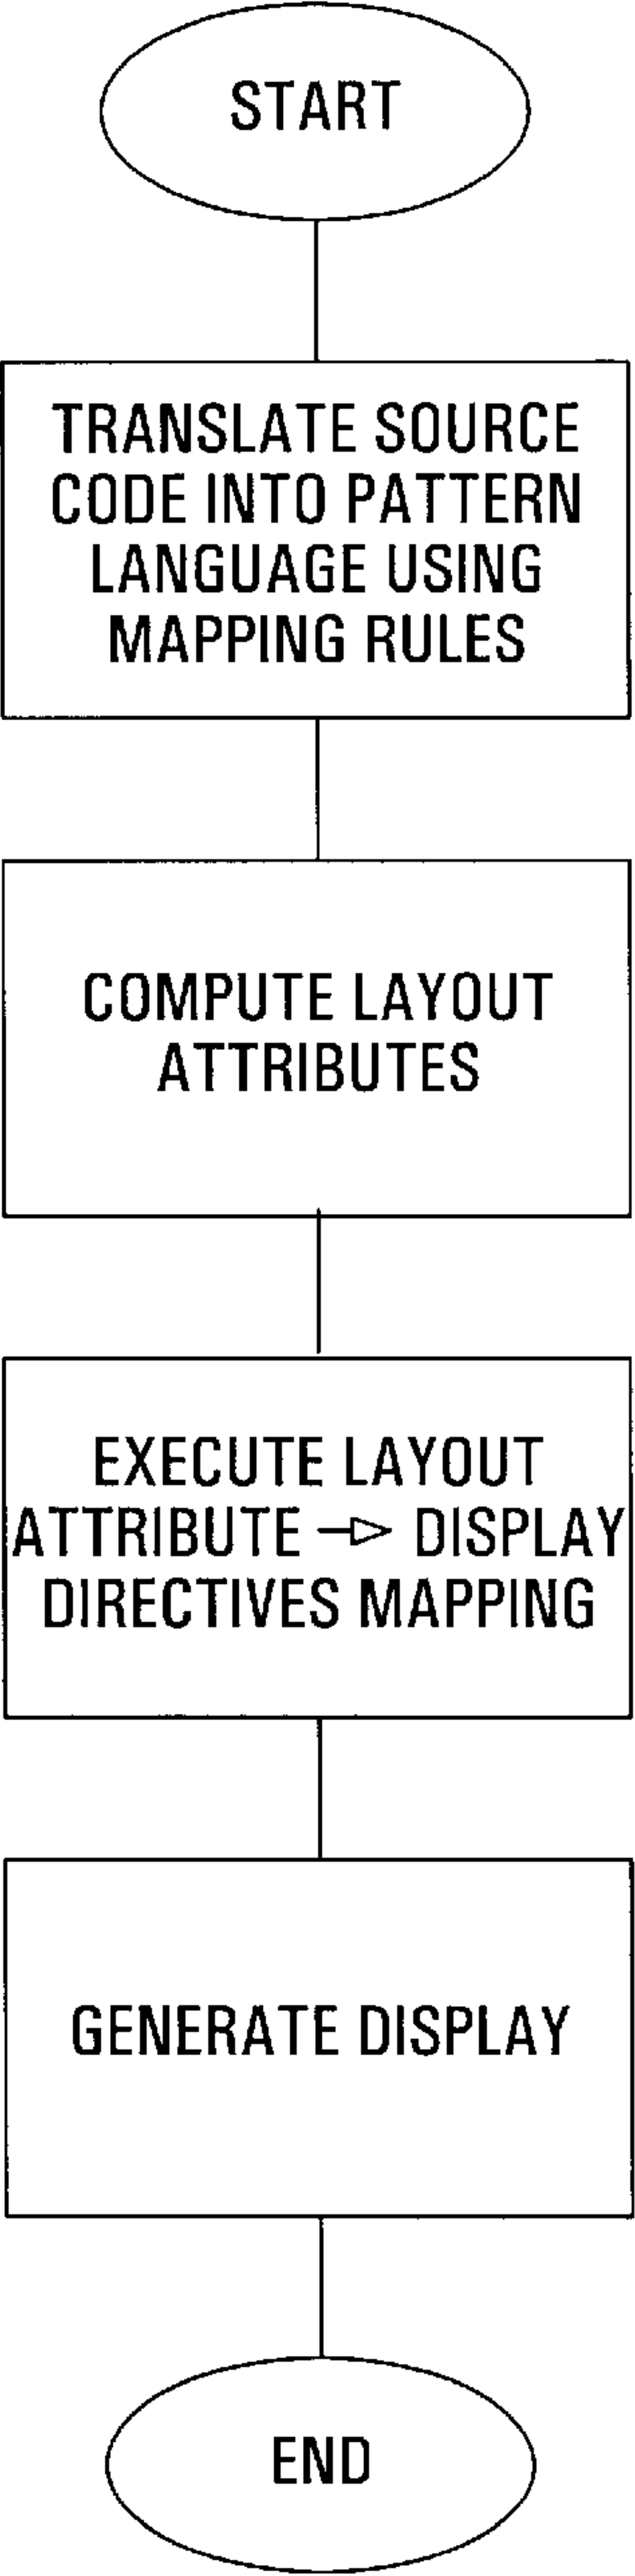 START
TRANSLATE SOURCE
CODE INTO PATTERN
LANGUAGE USING
MAPPING RULES
COMPUTE LAYOUT
ATTRIBUTES
EXECUTE LAYOUT
ATTRIBUTE → DISPLAY
DIRECTIVES MAPPING
GENERATE DISPLAY
END